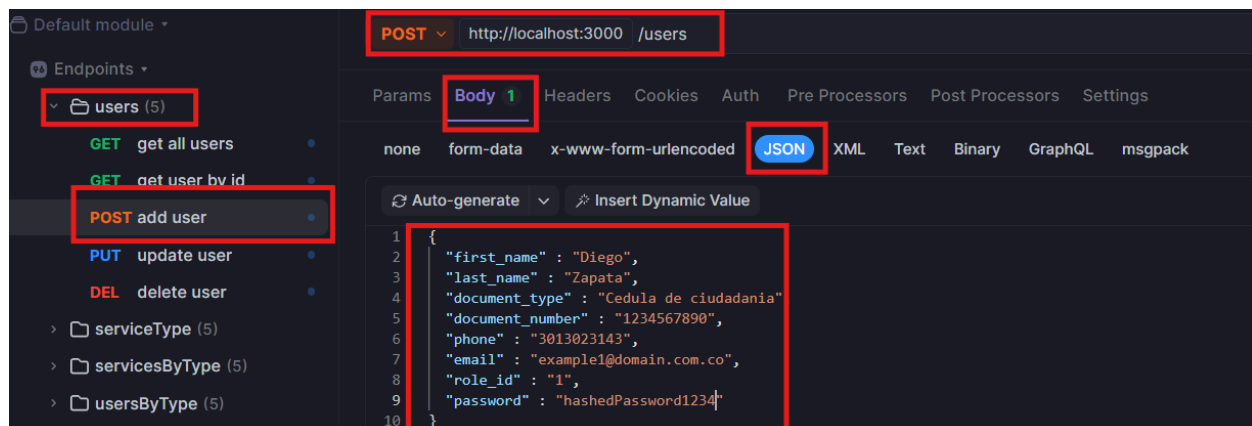 Default module
Endpoints
users (5)
GET get all users
GET get user by id
POST add user
PUT update user
DEL delete user
serviceType (5)
servicesByType (5)
usersByType (5)
POST http://localhost:3000 /users
Params Body 1 Headers Cookies Auth Pre Processors Post Processors Settings
none form-data x-www-form-urlencoded JSON XML Text Binary GraphQL msgpack
Auto-generate Insert Dynamic Value
1 {
2 "first_name" : "Diego",
3 "last_name" : "Zapata",
4 "document_type" : "Cedula de ciudadania"
5 "document_number" : "1234567890",
6 "phone" : "3013023143",
7 "email" : "example1@domain.com.co",
8 "role_id" : "1",
9 "password" : "hashedPassword1234"
10 }